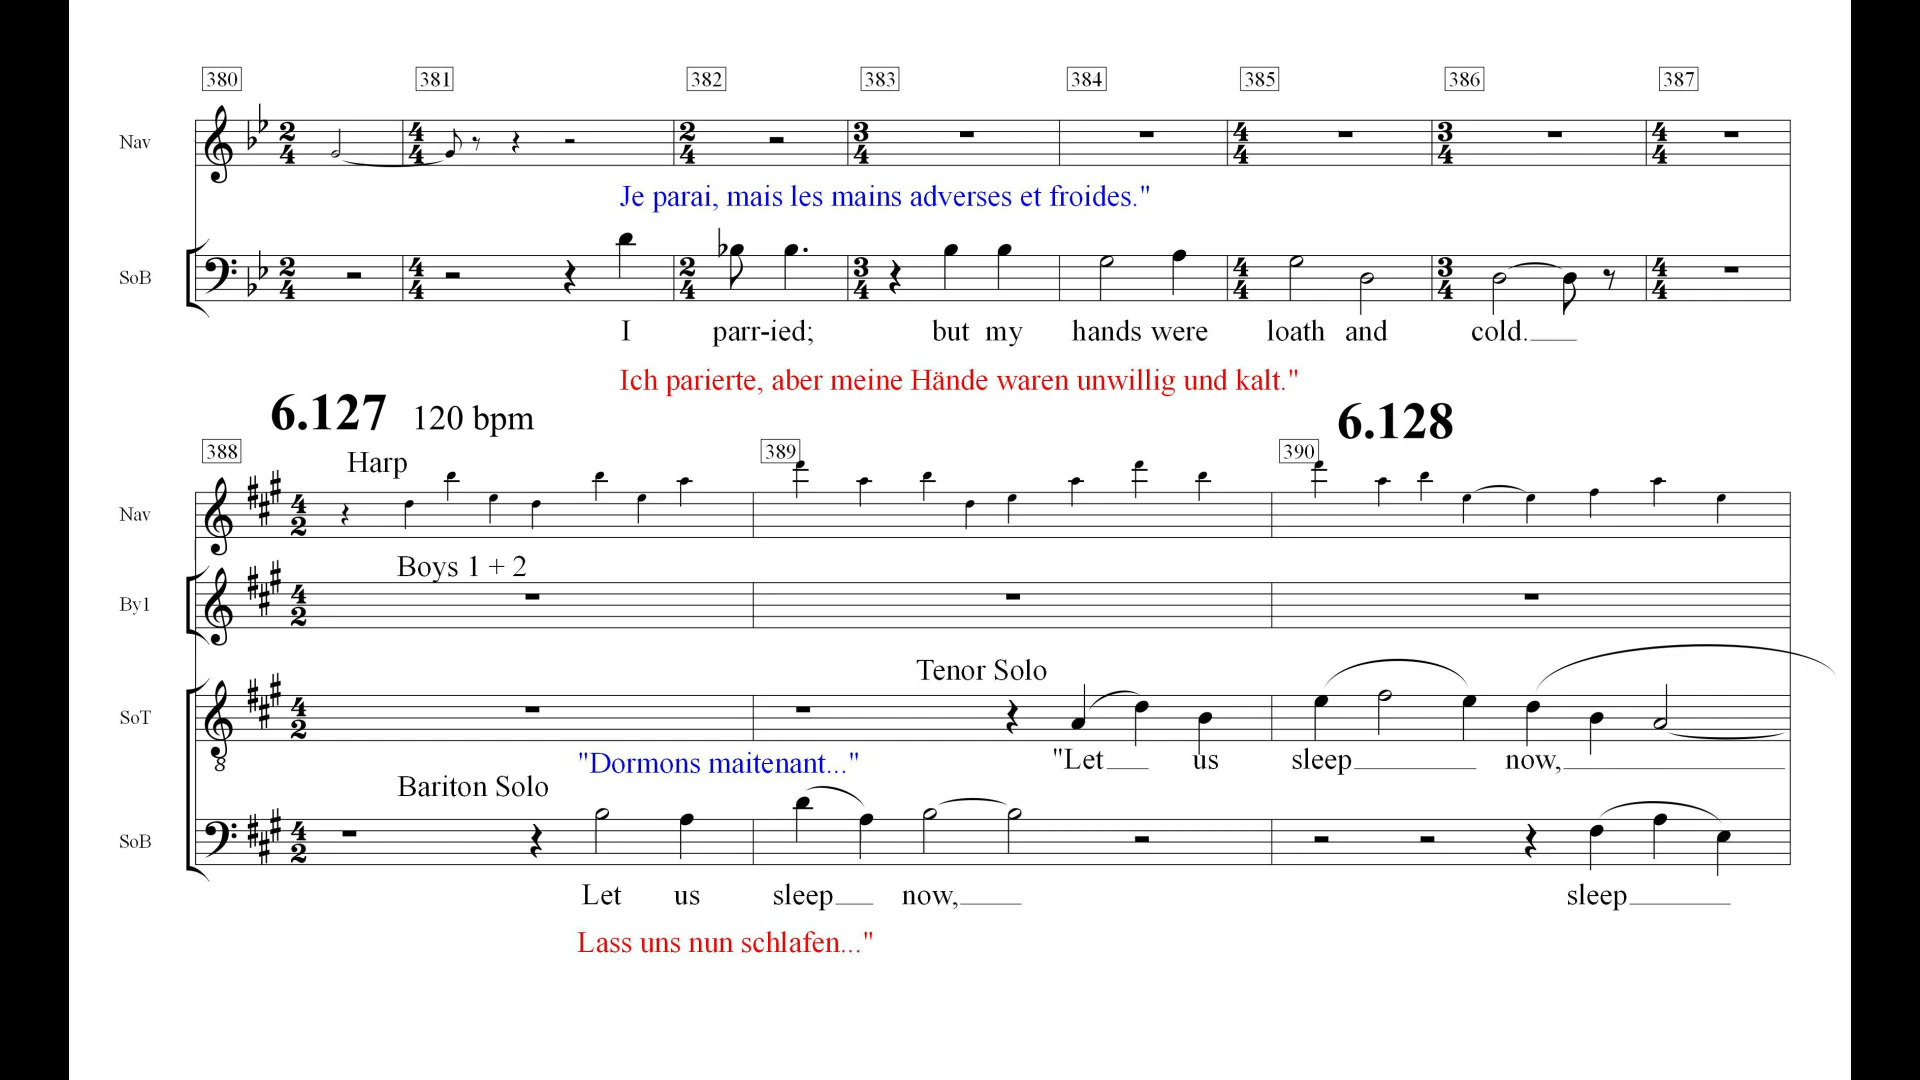 380 381 382 383 384 385 386 387
Nav
Je parai, mais les mains adverses et froides."
SoB
I parr-ied; but my hands were loath and cold.
Ich parierte, aber meine Hände waren unwillig und kalt."
6.127 120 bpm 6.128
388 389 390
Harp
Nav
Boys 1 + 2
By1
Tenor Solo
SoT
"Let us sleep now,
"Dormons maitenant..."
Bariton Solo
SoB
Let us sleep now, sleep
Lass uns nun schlafen..."